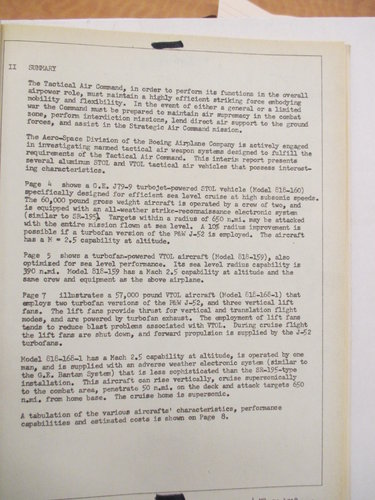 II SUMMARY
The Tactical Air Command, in order to perform its functions in the overall
airpower role, must maintain a highly efficient striking force embodying
mobility and flexibility. In the event of either a general or a limited
war the Command must be prepared to maintain air supremacy in the combat
zone, perform interdiction missions, lend direct air support to the ground
forces, and assist in the Strategic Air Command mission.
The Aero-Space Division of the Boeing Airplane Company is actively engaged
in investigating manned tactical air weapon systems designed to fulfill the
requirements of the Tactical Air Command. This interim report presents
several aluminum STOL and VTOL tactical air vehicles that possess interest-
ing characteristics.
Page 4 shows a G.E. J79-9 turbojet-powered STOL vehicle (Model 818-160)
specifically designed for efficient sea level cruise at high subsonic speeds.
The 60,000 pound gross weight aircraft is operated by a crew of two, and
is equipped with an all-weather strike-reconnaissance electronic system
(similar to SR-195). Targets within a radius of 650 n.mi. may be attacked
with the entire mission flown at sea level. A 10% radius improvement is
possible if a turbofan version of the P&W J-52 is employed. The aircraft
has a M = 2.5 capability at altitude.
Page 5 shows a turbofan-powered VTOL aircraft (Model 818-159), also
optimized for sea level performance. Its sea level radius capability is
390 n.mi. Model 818-159 has a Mach 2.5 capability at altitude and the
same crew and equipment as the above airplane.
Page 7 illustrates a 57,000 pound VTOL aircraft (Model 818-168-1) that
employs two turbofan versions of the P&W J-52, and three vertical lift
fans. The lift fans provide thrust for vertical and translation flight
modes, and are powered by turbofan exhaust. The employment of lift fans
tends to reduce blast problems associated with VTOL. During cruise flight
the lift fans are shut down, and forward propulsion is supplied by the J-52
turbofans.
Model 818-168-1 has a Mach 2.5 capability at altitude, is operated by one
man, and is supplied with an adverse weather electronic system (similar to
the G.E. Bantam System) that is less sophisticated than the SR-195-type
installation. This aircraft can rise vertically, cruise supersonically
to the combat area, penetrate 50 n.mi. on the deck and attack targets 650
n.mi. from home base. The cruise home is supersonic.
A tabulation of the various aircrafts' characteristics, performance
capabilities and estimated costs is shown on Page 8.